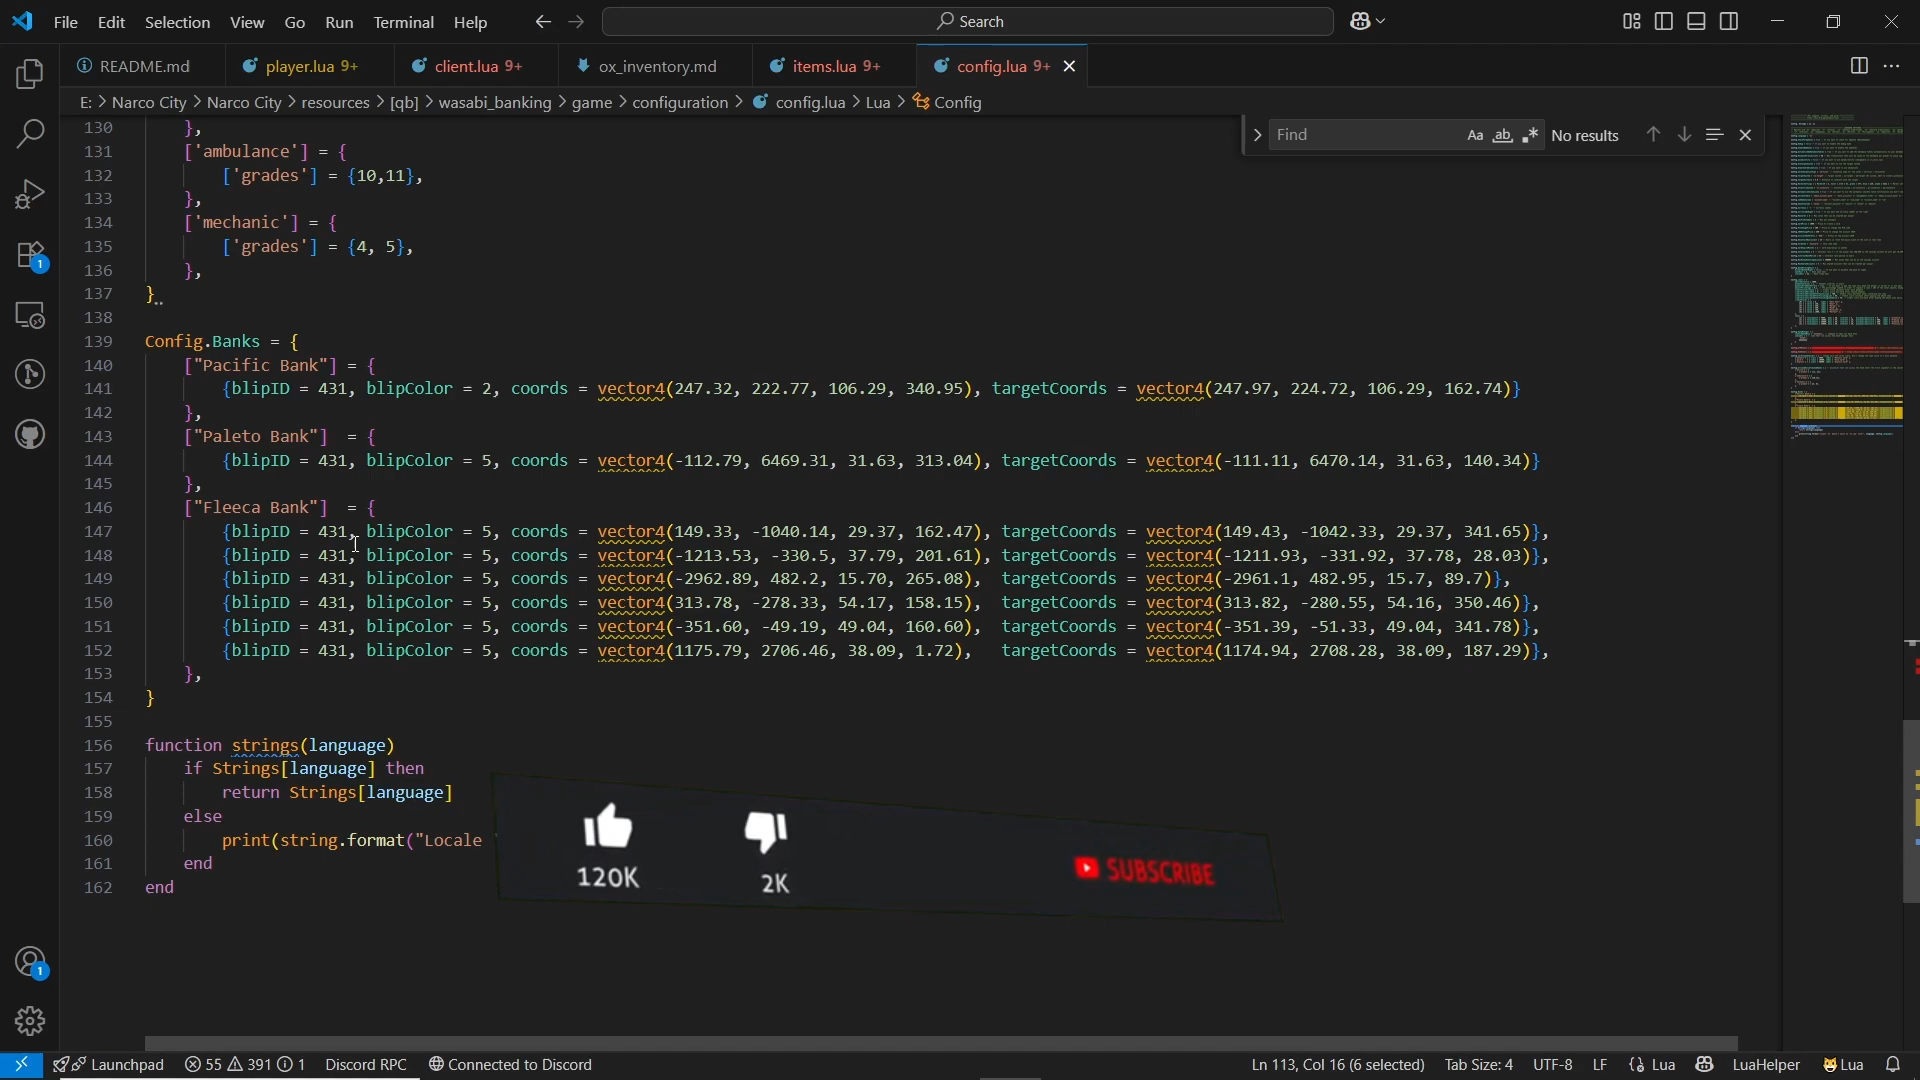 File Edit Selection View Go Run Terminal Help
Search
README.md player.lua 9+ client.lua 9+ ox_inventory.md items.lua 9+ config.lua 9+
E: > Narco City > Narco City > resources > [qb] > wasabi_banking > game > configuration > config.lua > Lua > Config
Find Aa ab No results
130 },
131 ['ambulance'] = {
132 ['grades'] = {10,11},
133 },
134 ['mechanic'] = {
135 ['grades'] = {4, 5},
136 },
137 }
138
139 Config.Banks = {
140 ["Pacific Bank"] = {
141 {blipID = 431, blipColor = 2, coords = vector4(247.32, 222.77, 106.29, 340.95), targetCoords = vector4(247.97, 224.72, 106.29, 162.74)}
142 },
143 ["Paleto Bank"] = {
144 {blipID = 431, blipColor = 5, coords = vector4(-112.79, 6469.31, 31.63, 313.04), targetCoords = vector4(-111.11, 6470.14, 31.63, 140.34)}
145 },
146 ["Fleeca Bank"] = {
147 {blipID = 431, blipColor = 5, coords = vector4(149.33, -1040.14, 29.37, 162.47), targetCoords = vector4(149.43, -1042.33, 29.37, 341.65)},
148 {blipID = 431, blipColor = 5, coords = vector4(-1213.53, -330.5, 37.79, 201.61), targetCoords = vector4(-1211.93, -331.92, 37.78, 28.03)},
149 {blipID = 431, blipColor = 5, coords = vector4(-2962.89, 482.2, 15.70, 265.08), targetCoords = vector4(-2961.1, 482.95, 15.7, 89.7)},
150 {blipID = 431, blipColor = 5, coords = vector4(313.78, -278.33, 54.17, 158.15), targetCoords = vector4(313.82, -280.55, 54.16, 350.46)},
151 {blipID = 431, blipColor = 5, coords = vector4(-351.60, -49.19, 49.04, 160.60), targetCoords = vector4(-351.39, -51.33, 49.04, 341.78)},
152 {blipID = 431, blipColor = 5, coords = vector4(1175.79, 2706.46, 38.09, 1.72), targetCoords = vector4(1174.94, 2708.28, 38.09, 187.29)},
153 },
154 }
155
156 function strings(language)
157 if Strings[language] then
158 return Strings[language]
159 else
160 print(string.format("Locale
161 end
162 end
120K 2K SUBSCRIBE
1
1
Launchpad 55 391 1 Discord RPC Connected to Discord Ln 113, Col 16 (6 selected) Tab Size: 4 UTF-8 LF {} Lua LuaHelper Lua